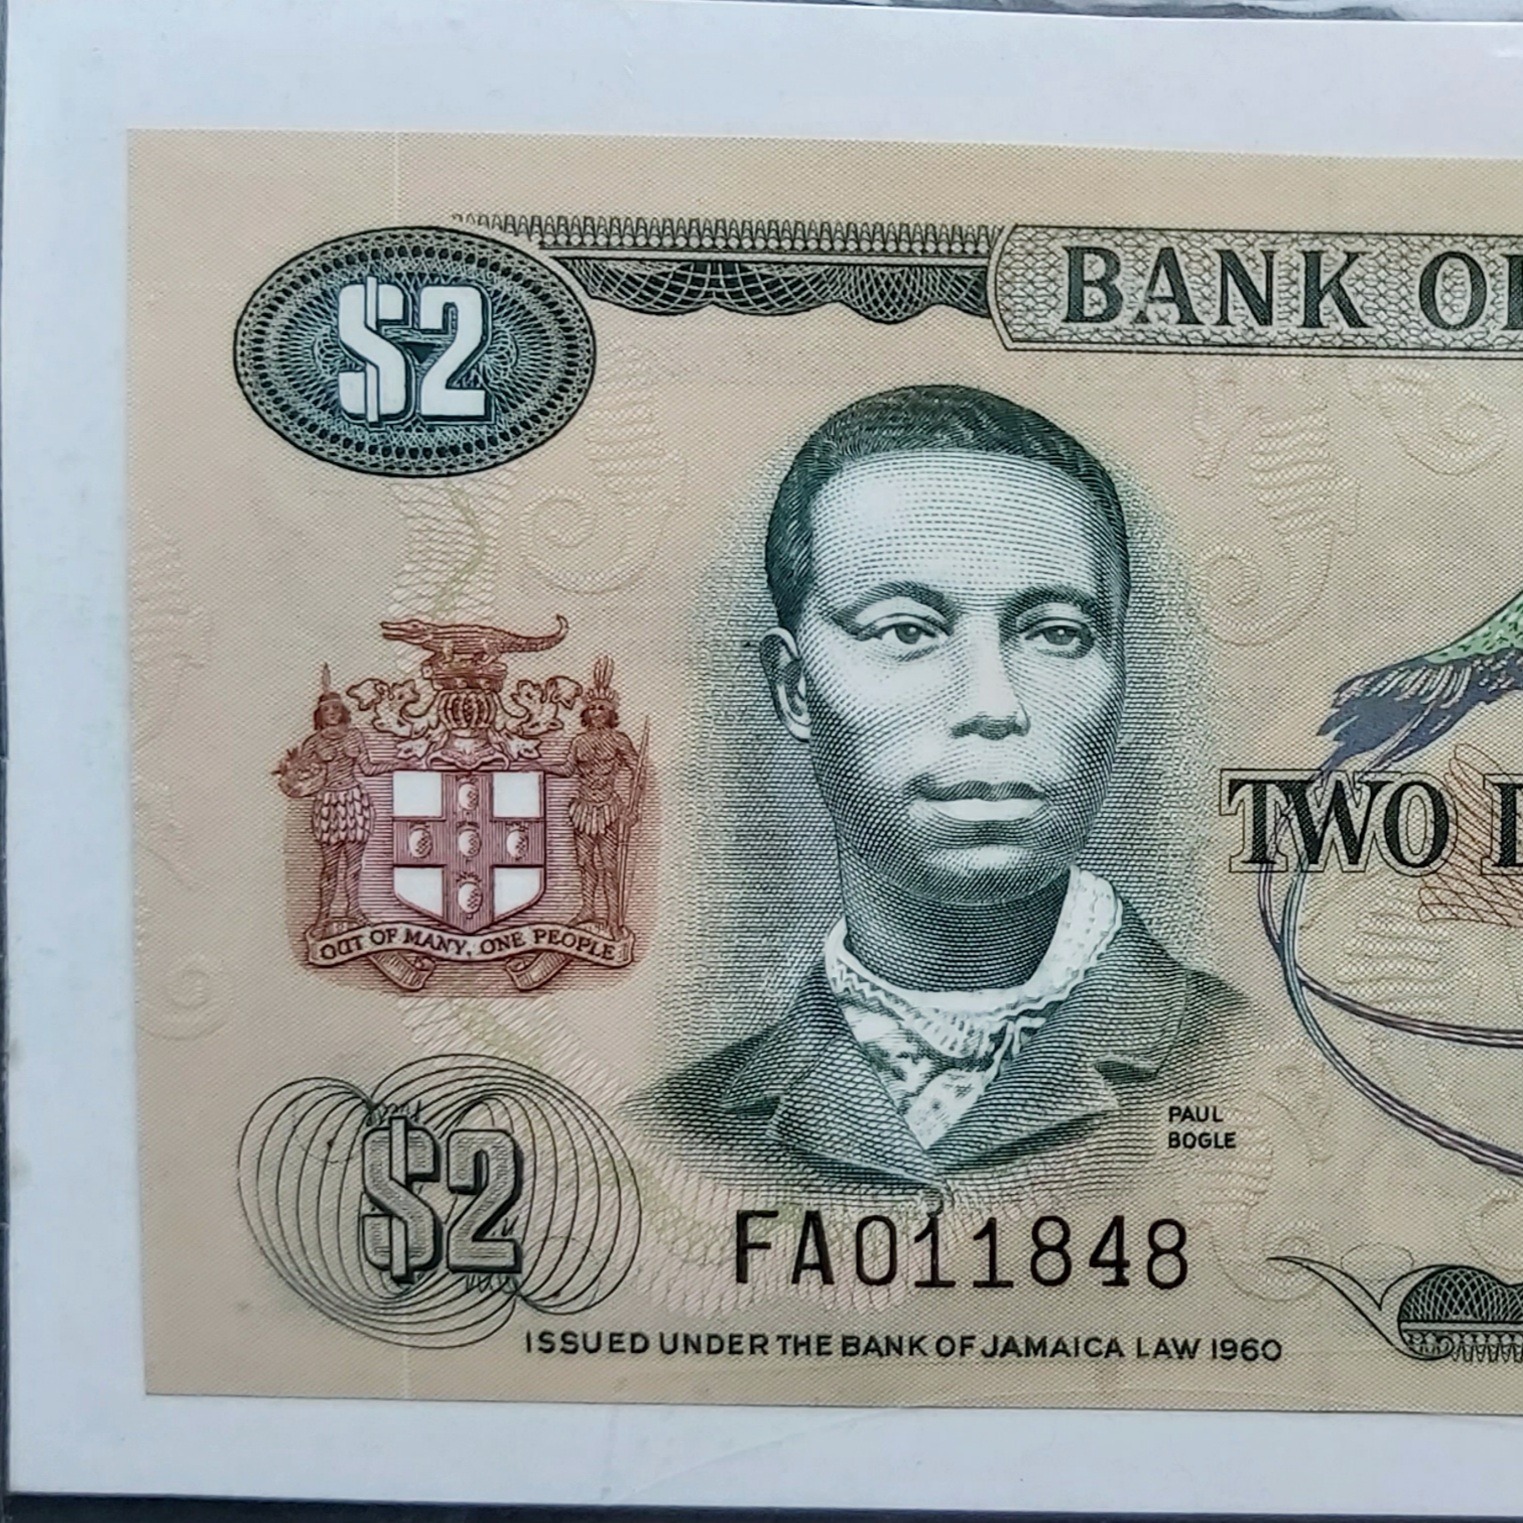 $2
BANK O
TWO
OUT OF MANY, ONE PEOPLE
PAUL
BOGLE
$2
FA011848
ISSUED UNDER THE BANK OF JAMAICA LAW 1960